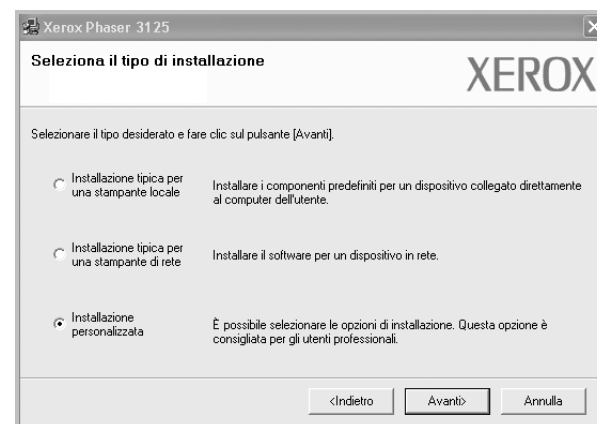 Xerox Phaser 3125
Seleziona il tipo di installazione
XEROX
Selezionare il tipo desiderato e fare clic sul pulsante [Avanti].
Installazione tipica per
una stampante locale
Installare i componenti predefiniti per un dispositivo collegato direttamente
al computer dell'utente.
Installazione tipica per
una stampante di rete
Installare il software per un dispositivo in rete.
Installazione
personalizzata
È possibile selezionare le opzioni di installazione. Questa opzione è
consigliata per gli utenti professionali.
<Indietro
Avanti>
Annulla